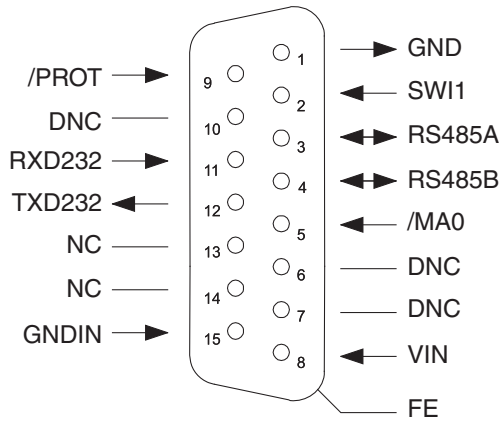 1 GND
/PROT 9
2 SWI1
DNC 10
3 RS485A
RXD232 11
4 RS485B
TXD232 12
5 /MA0
NC 13
6 DNC
NC 14
7 DNC
GNDIN 15
8 VIN
FE